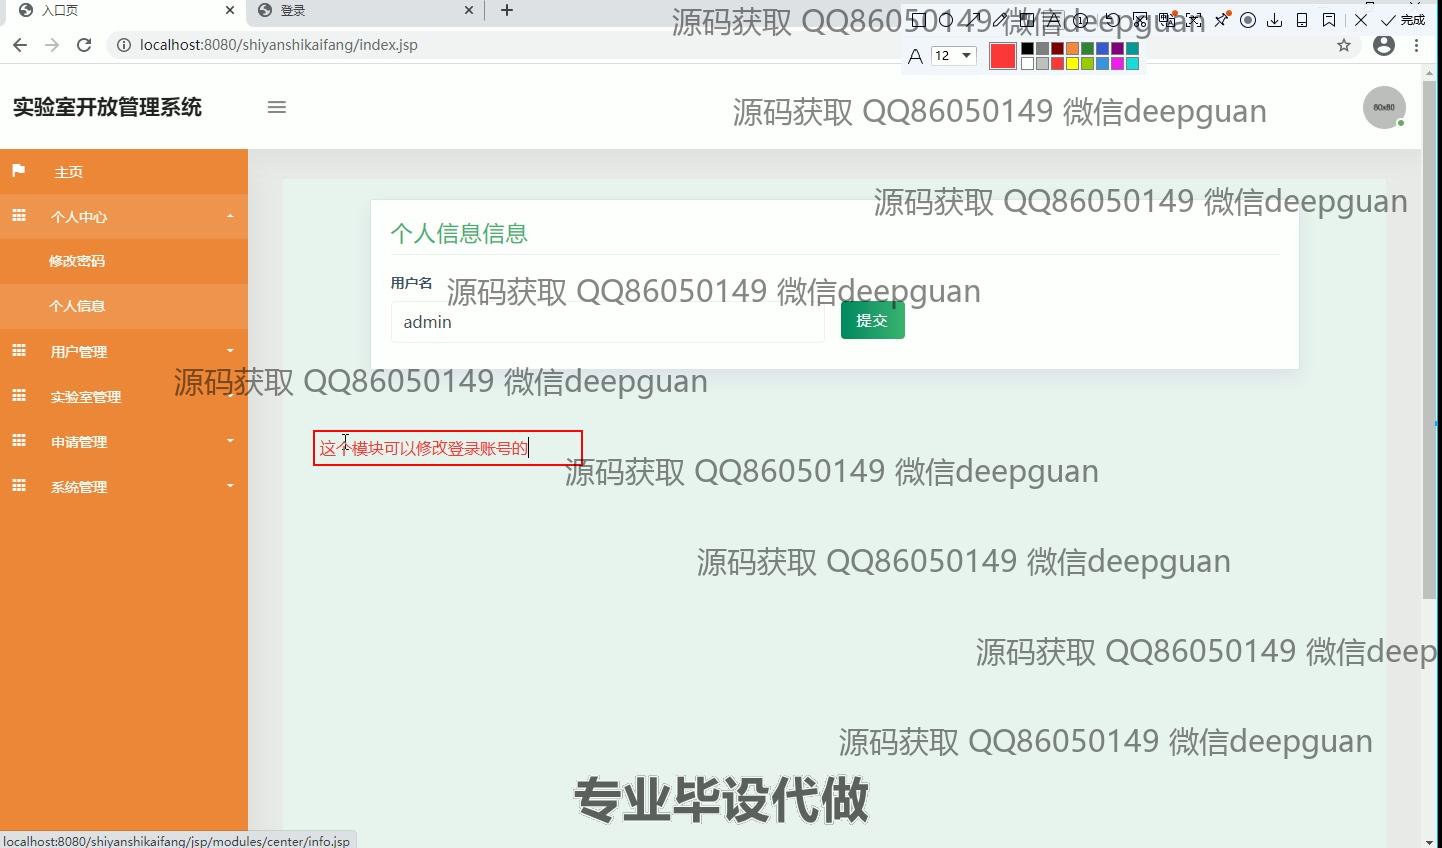 入口页
登录
源码获取 QQ86050149 微信deepguan
完成
localhost:8080/shiyanshikaifang/index.jsp
12
实验室开放管理系统
源码获取 QQ86050149 微信deepguan
60x60
主页
个人中心
源码获取 QQ86050149 微信deepguan
个人信息信息
修改密码
用户名
源码获取 QQ86050149 微信deepguan
个人信息
admin
提交
用户管理
源码获取 QQ86050149 微信deepguan
实验室管理
申请管理
这个模块可以修改登录账号的
源码获取 QQ86050149 微信deepguan
系统管理
源码获取 QQ86050149 微信deepguan
源码获取 QQ86050149 微信deep
源码获取 QQ86050149 微信deepguan
专业毕设代做
localhost:8080/shiyanshikaifang/jsp/modules/center/info.jsp